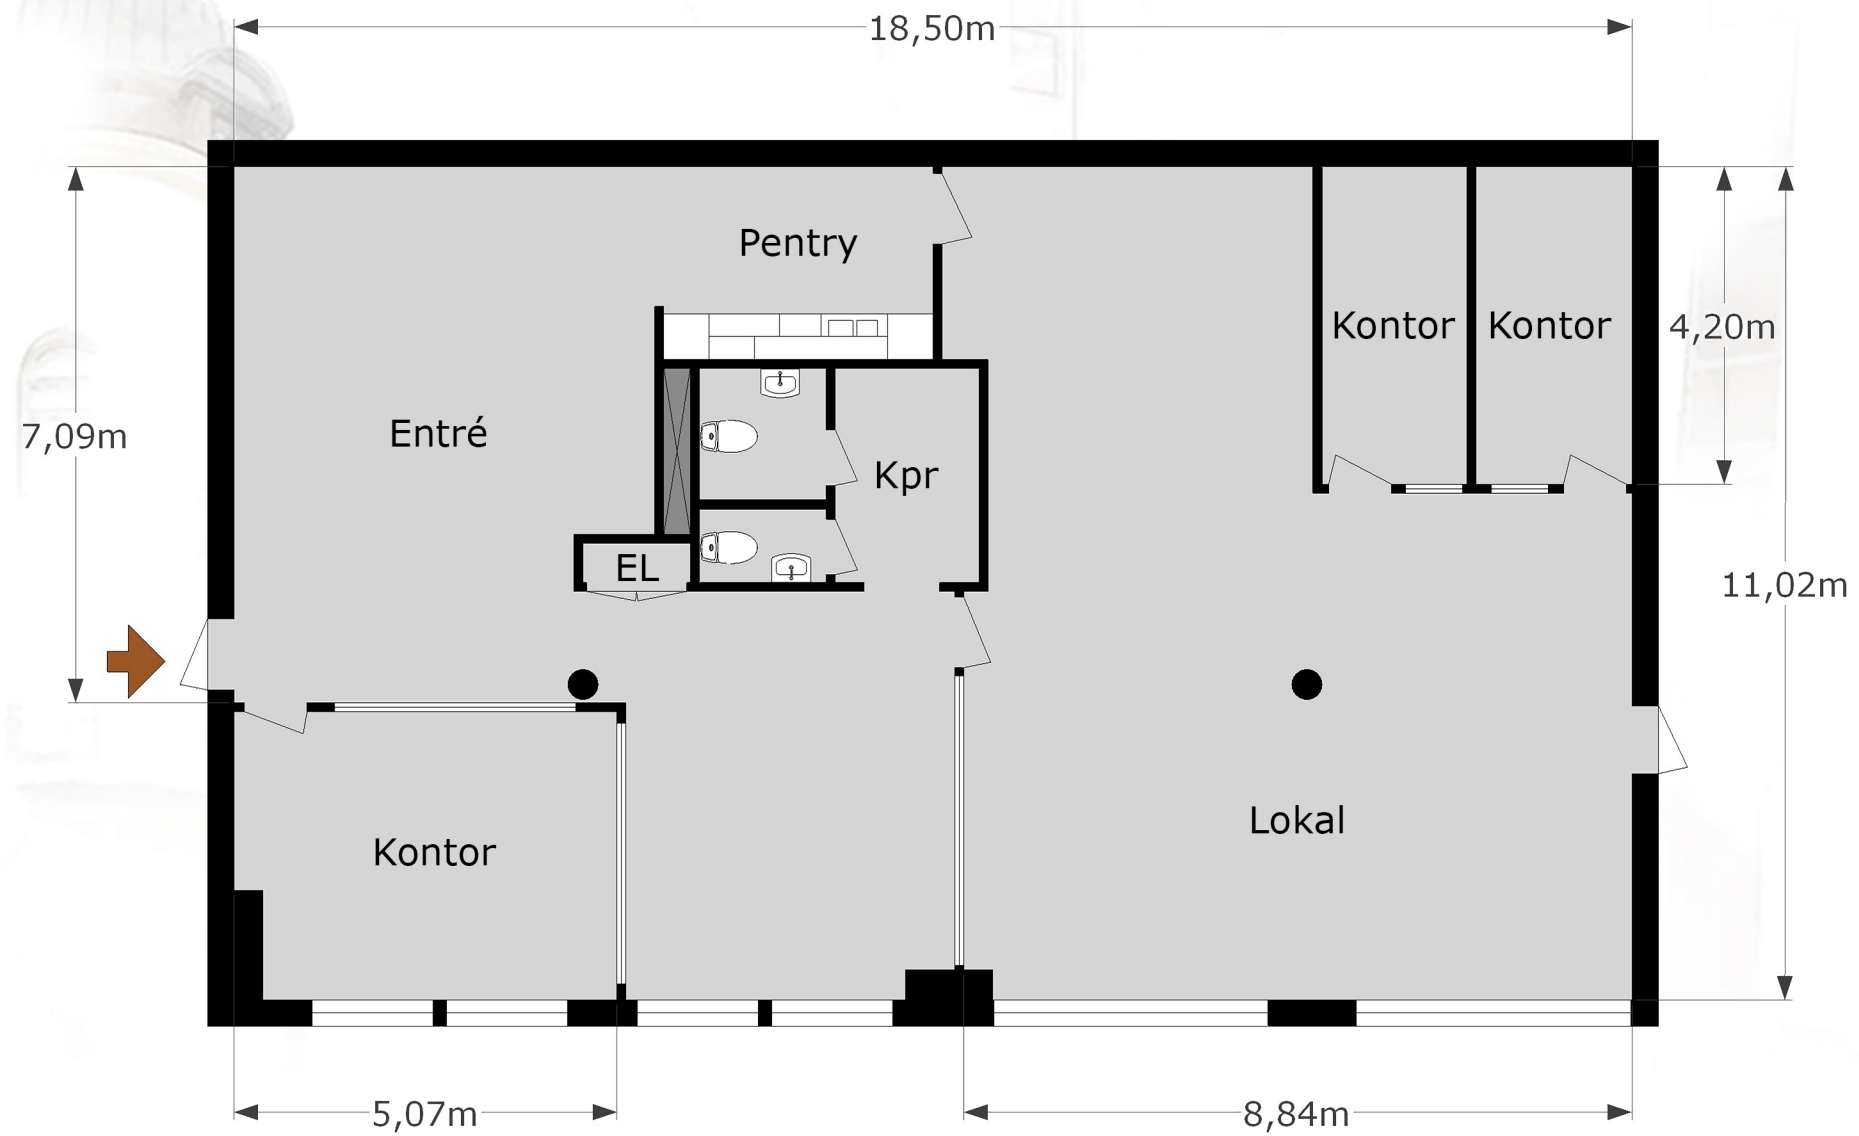 18,50m
Pentry
Kontor
Kontor
4,20m
7,09m
Entré
Kpr
EL
11,02m
Lokal
Kontor
5,07m
8,84m